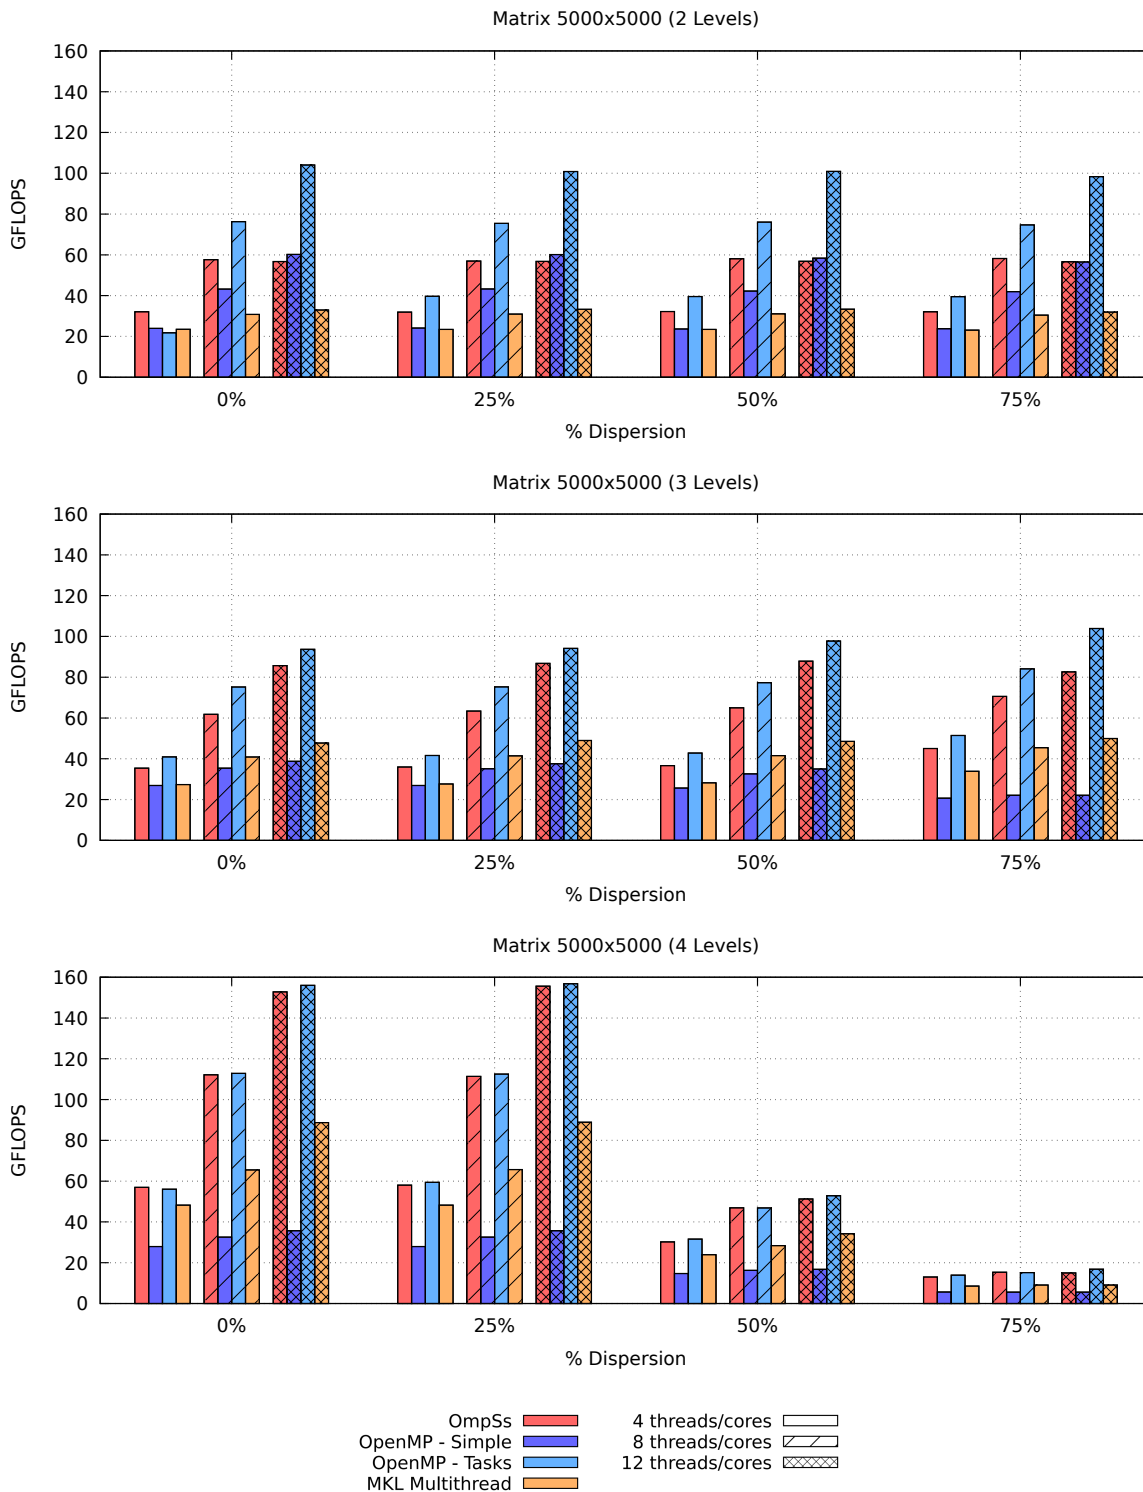 Matrix 5000x5000 (2 Levels)
160
140
120
100
80
60
40
20
0
GFLOPS
0% 25% 50% 75%
% Dispersion
Matrix 5000x5000 (3 Levels)
160
140
120
100
80
60
40
20
0
GFLOPS
0% 25% 50% 75%
% Dispersion
Matrix 5000x5000 (4 Levels)
160
140
120
100
80
60
40
20
0
GFLOPS
0% 25% 50% 75%
% Dispersion
OmpSs 4 threads/cores
OpenMP - Simple 8 threads/cores
OpenMP - Tasks 12 threads/cores
MKL Multithread